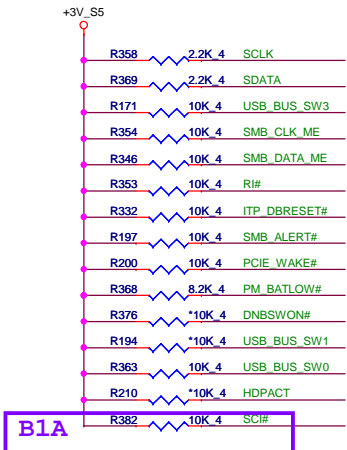 +3V_S5
R358 2.2K_4 SCLK
R369 2.2K_4 SDATA
R171 10K_4 USB_BUS_SW3
R354 10K_4 SMB_CLK_ME
R346 10K_4 SMB_DATA_ME
R353 10K_4 RI#
R332 10K_4 ITP_DBRESET#
R197 10K_4 SMB_ALERT#
R200 10K_4 PCIE_WAKE#
R368 8.2K_4 PM_BATLOW#
R376 *10K_4 DNBSWON#
R194 *10K_4 USB_BUS_SW1
R363 10K_4 USB_BUS_SW0
R210 *10K_4 HDPACT
R382 10K_4 SCI#
B1A